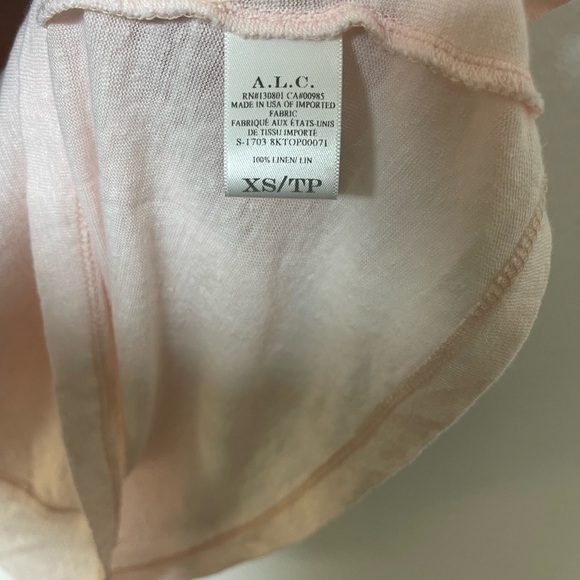 A.L.C.
RN#130801 CA#00985
MADE IN USA OF IMPORTED
FABRIC
FABRIQUÉ AUX ÉTATS-UNIS
DE TISSU IMPORTÉ
S-1703 8KTOP00071
100% LINEN/ LIN
XS/TP